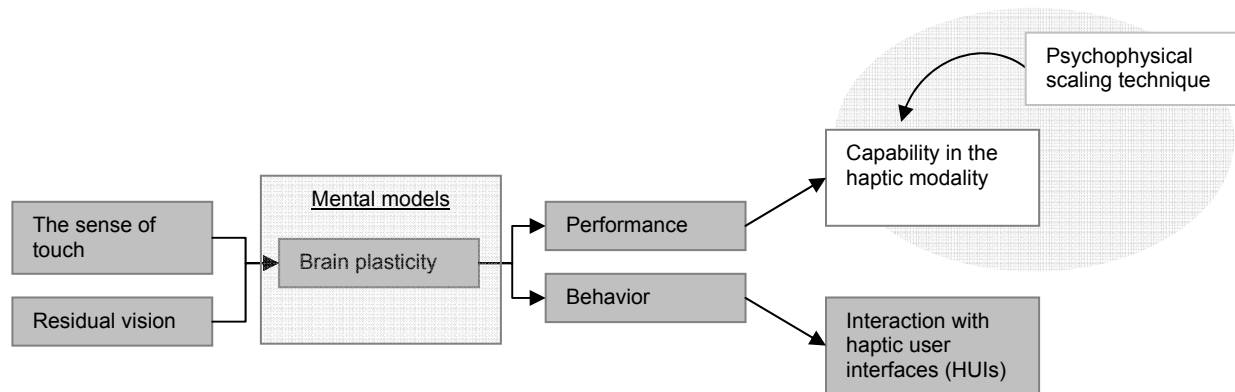 The sense of
touch
Residual vision
Mental models
Brain plasticity
Performance
Behavior
Psychophysical
scaling technique
Capability in the
haptic modality
Interaction with
haptic user
interfaces (HUIs)